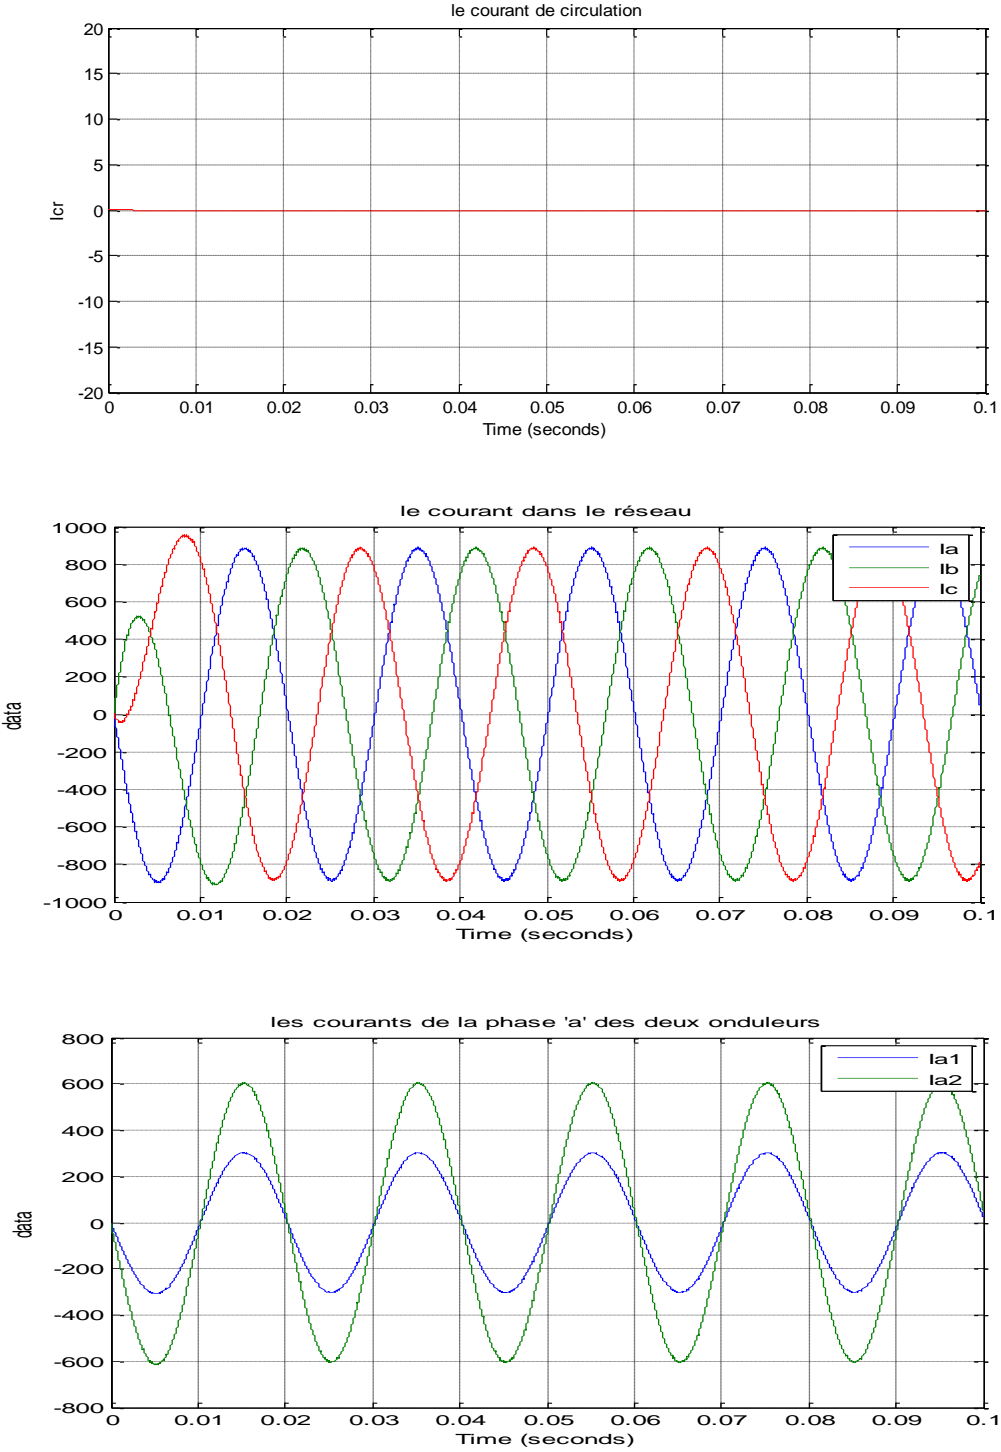 le courant de circulation
20
15
10
5
0
-5
-10
-15
-20
Icr
0 0.01 0.02 0.03 0.04 0.05 0.06 0.07 0.08 0.09 0.1
Time (seconds)
le courant dans le réseau
1000
800
600
400
200
0
-200
-400
-600
-800
-1000
data
Ia
Ib
Ic
0 0.01 0.02 0.03 0.04 0.05 0.06 0.07 0.08 0.09 0.1
Time (seconds)
les courants de la phase 'a' des deux onduleurs
800
600
400
200
0
-200
-400
-600
-800
data
Ia1
Ia2
0 0.01 0.02 0.03 0.04 0.05 0.06 0.07 0.08 0.09 0.1
Time (seconds)